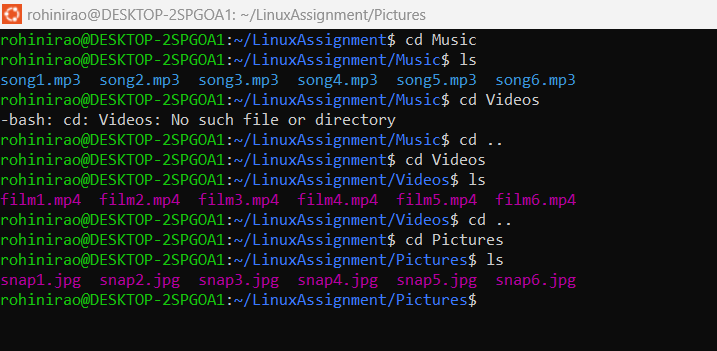 rohinirao@DESKTOP-2SPGOA1: ~/LinuxAssignment/Pictures
rohinirao@DESKTOP-2SPGOA1:~/LinuxAssignment$ cd Music
rohinirao@DESKTOP-2SPGOA1:~/LinuxAssignment/Music$ ls
song1.mp3  song2.mp3  song3.mp3  song4.mp3  song5.mp3  song6.mp3
rohinirao@DESKTOP-2SPGOA1:~/LinuxAssignment/Music$ cd Videos
-bash: cd: Videos: No such file or directory
rohinirao@DESKTOP-2SPGOA1:~/LinuxAssignment/Music$ cd ..
rohinirao@DESKTOP-2SPGOA1:~/LinuxAssignment$ cd Videos
rohinirao@DESKTOP-2SPGOA1:~/LinuxAssignment/Videos$ ls
film1.mp4  film2.mp4  film3.mp4  film4.mp4  film5.mp4  film6.mp4
rohinirao@DESKTOP-2SPGOA1:~/LinuxAssignment/Videos$ cd ..
rohinirao@DESKTOP-2SPGOA1:~/LinuxAssignment$ cd Pictures
rohinirao@DESKTOP-2SPGOA1:~/LinuxAssignment/Pictures$ ls
snap1.jpg  snap2.jpg  snap3.jpg  snap4.jpg  snap5.jpg  snap6.jpg
rohinirao@DESKTOP-2SPGOA1:~/LinuxAssignment/Pictures$